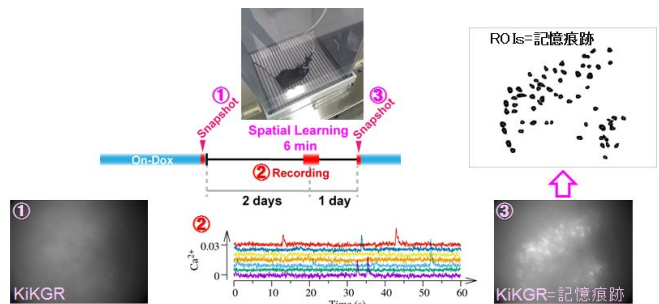 ROIs=記憶痕跡
①
③
Snapshot
Snapshot
Spatial Learning
6 min
On-Dox
② Recording
2 days
1 day
①
KiKGR
②
0.03
0
Ca²⁺
0 10 20 30 40 50 60
Time (s)
③
KiKGR=記憶痕跡